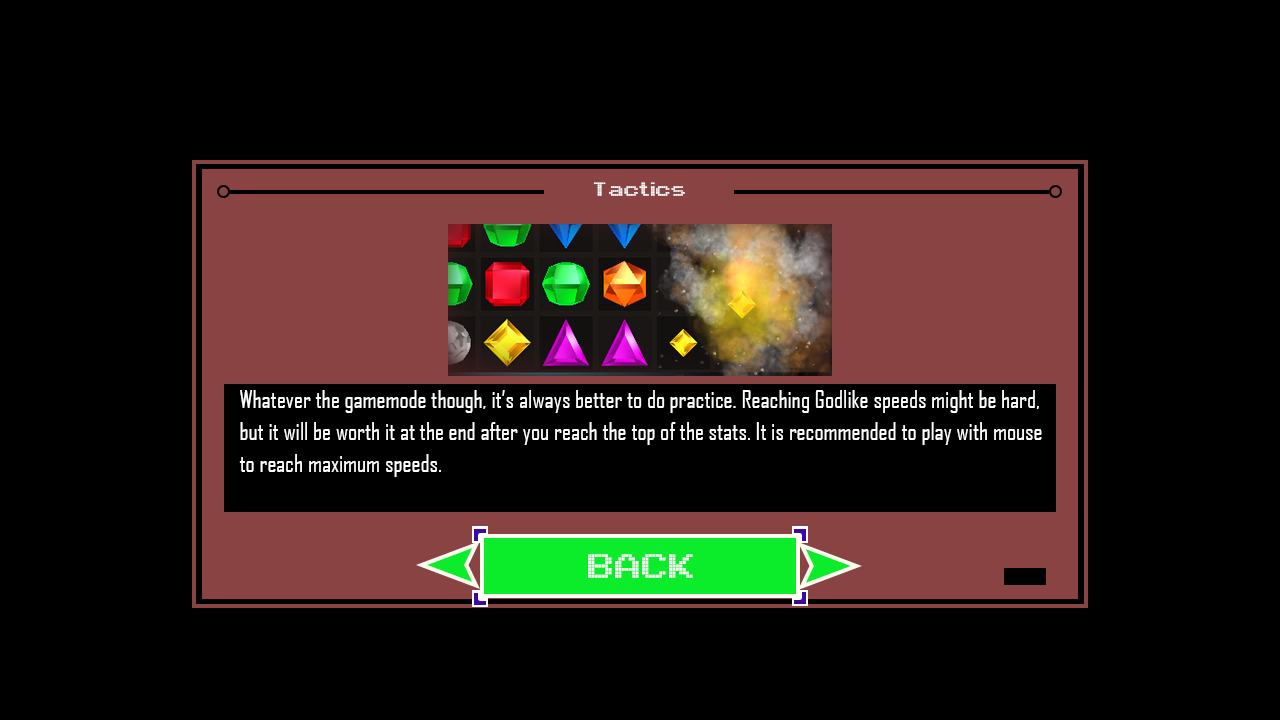 Tactics
Whatever the gamemode though, it's always better to do practice. Reaching Godlike speeds might be hard,
but it will be worth it at the end after you reach the top of the stats. It is recommended to play with mouse
to reach maximum speeds.
BACK